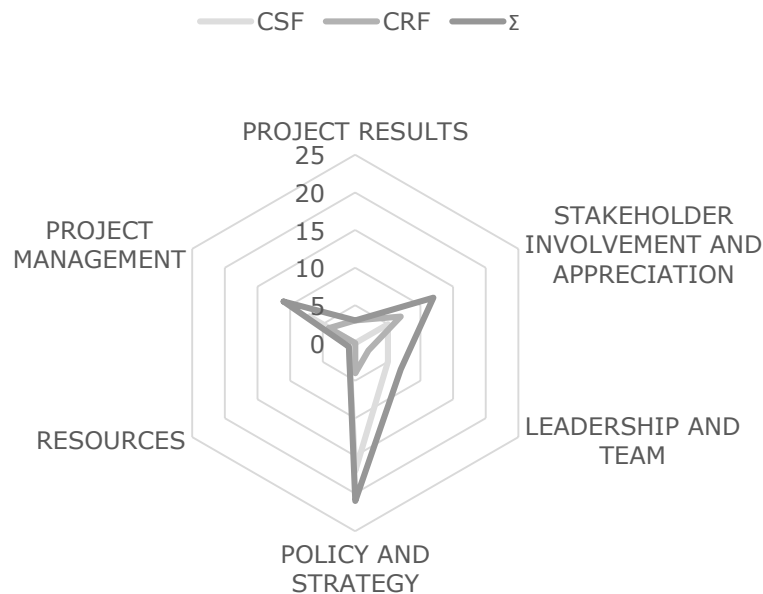 CSF CRF Σ
PROJECT RESULTS
25
20
15
10
5
0
STAKEHOLDER
INVOLVEMENT AND
APPRECIATION
LEADERSHIP AND
TEAM
POLICY AND
STRATEGY
RESOURCES
PROJECT
MANAGEMENT